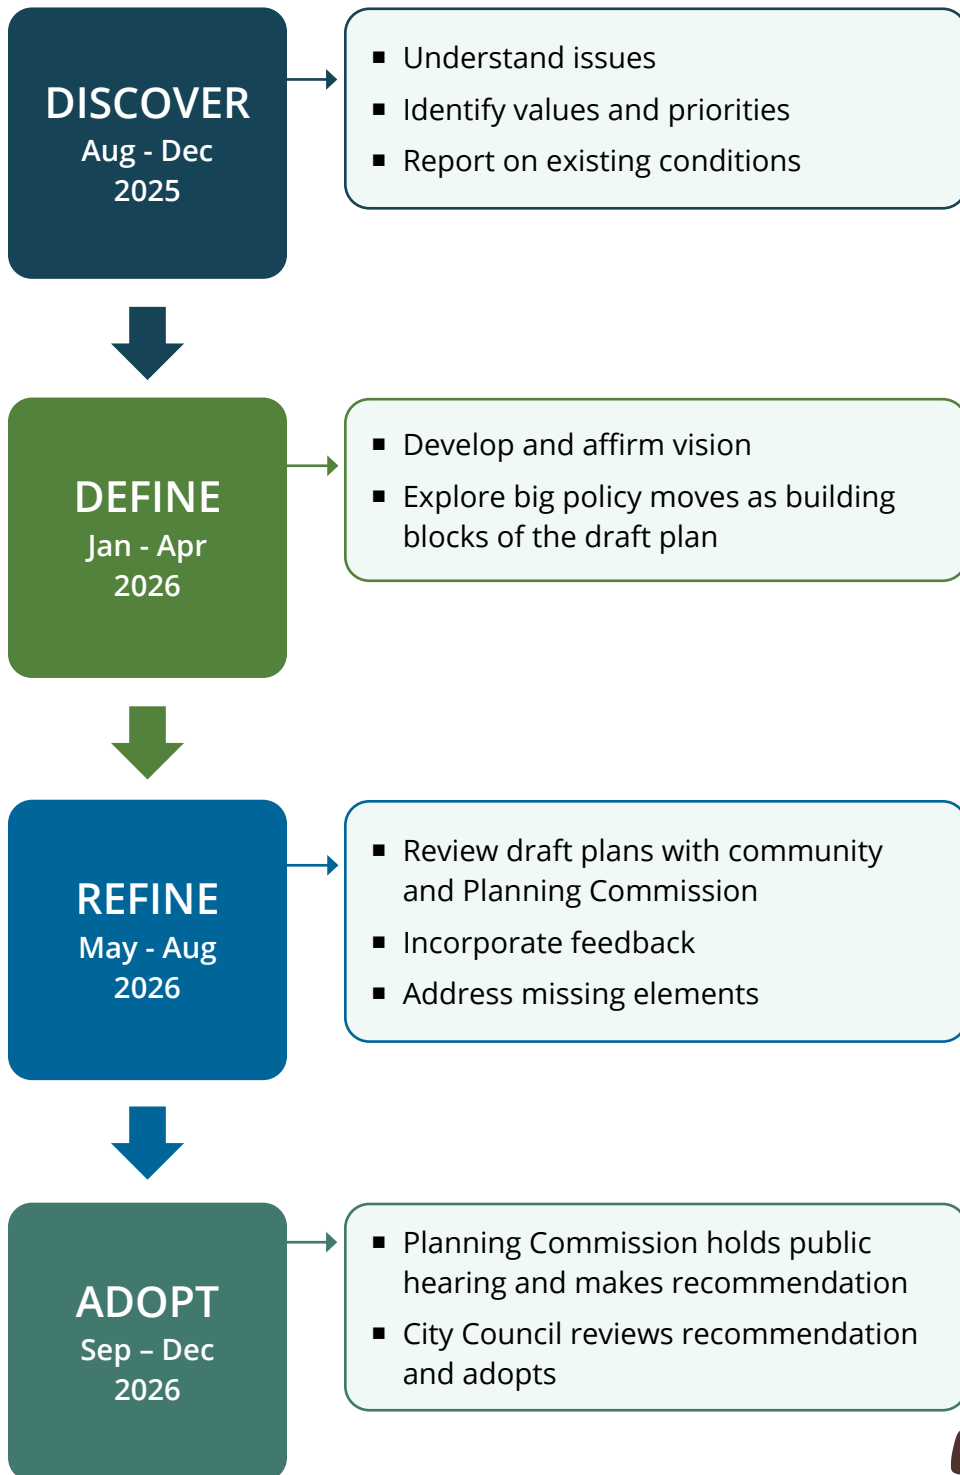 DISCOVER
Aug - Dec
2025
▪ Understand issues
▪ Identify values and priorities
▪ Report on existing conditions
DEFINE
Jan - Apr
2026
▪ Develop and affirm vision
▪ Explore big policy moves as building
blocks of the draft plan
REFINE
May - Aug
2026
▪ Review draft plans with community
and Planning Commission
▪ Incorporate feedback
▪ Address missing elements
ADOPT
Sep – Dec
2026
▪ Planning Commission holds public
hearing and makes recommendation
▪ City Council reviews recommendation
and adopts